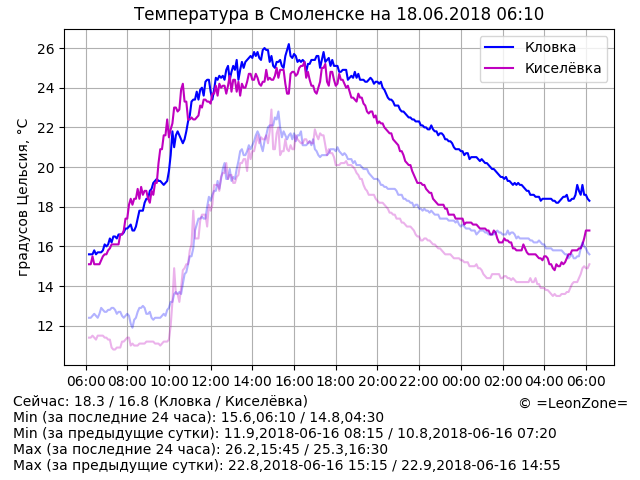 Температура в Смоленске на 18.06.2018 06:10
градусов Цельсия, °C
26
24
22
20
18
16
14
12
Кловка
Киселёвка
06:00 08:00 10:00 12:00 14:00 16:00 18:00 20:00 22:00 00:00 02:00 04:00 06:00
Сейчас: 18.3 / 16.8 (Кловка / Киселёвка)
© =LeonZone=
Min (за последние 24 часа): 15.6,06:10 / 14.8,04:30
Min (за предыдущие сутки): 11.9,2018-06-16 08:15 / 10.8,2018-06-16 07:20
Max (за последние 24 часа): 26.2,15:45 / 25.3,16:30
Max (за предыдущие сутки): 22.8,2018-06-16 15:15 / 22.9,2018-06-16 14:55